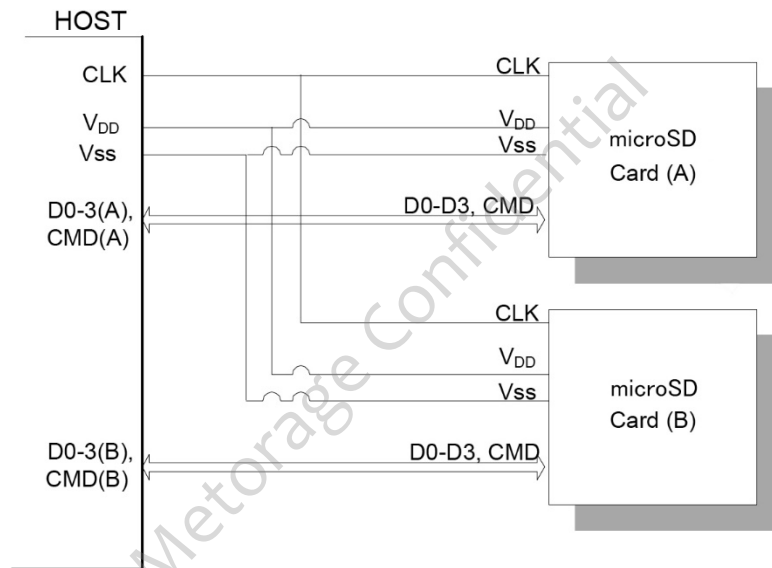 HOST
CLK
CLK
VDD
VDD
Vss
Vss
microSD
Card (A)
D0-3(A),
CMD(A)
D0-D3, CMD
CLK
VDD
Vss
microSD
Card (B)
D0-3(B),
CMD(B)
D0-D3, CMD
Metorage Confidential